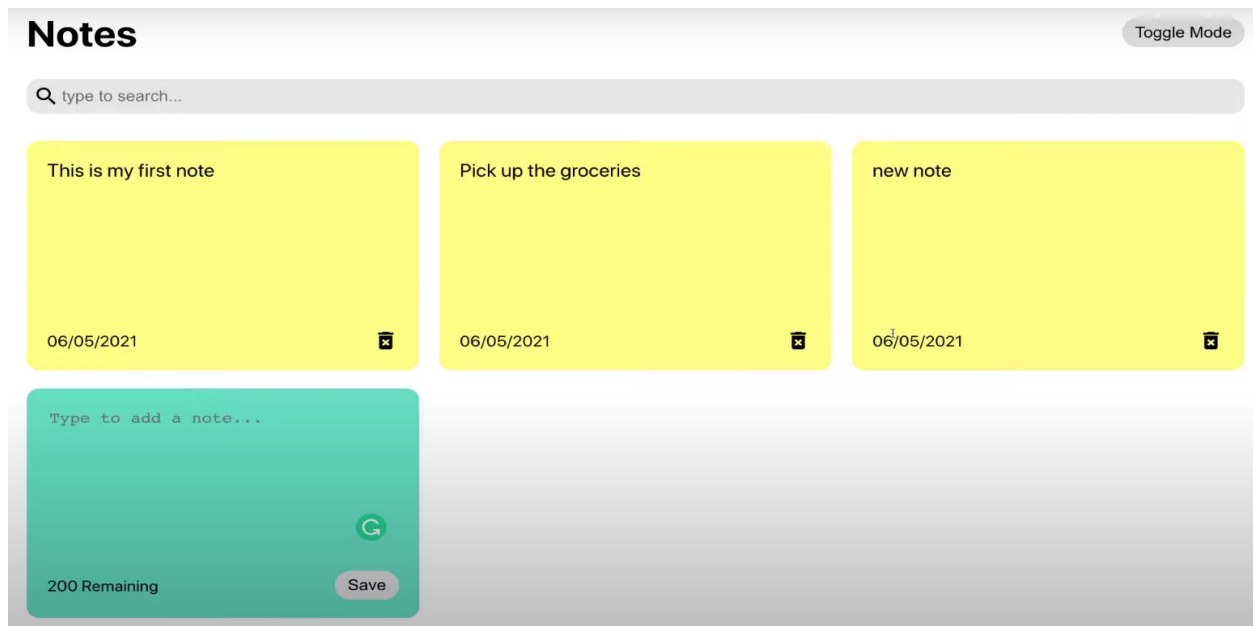 Notes
Toggle Mode
type to search...
This is my first note
Pick up the groceries
new note
06/05/2021
06/05/2021
06/05/2021
Type to add a note...
200 Remaining
Save